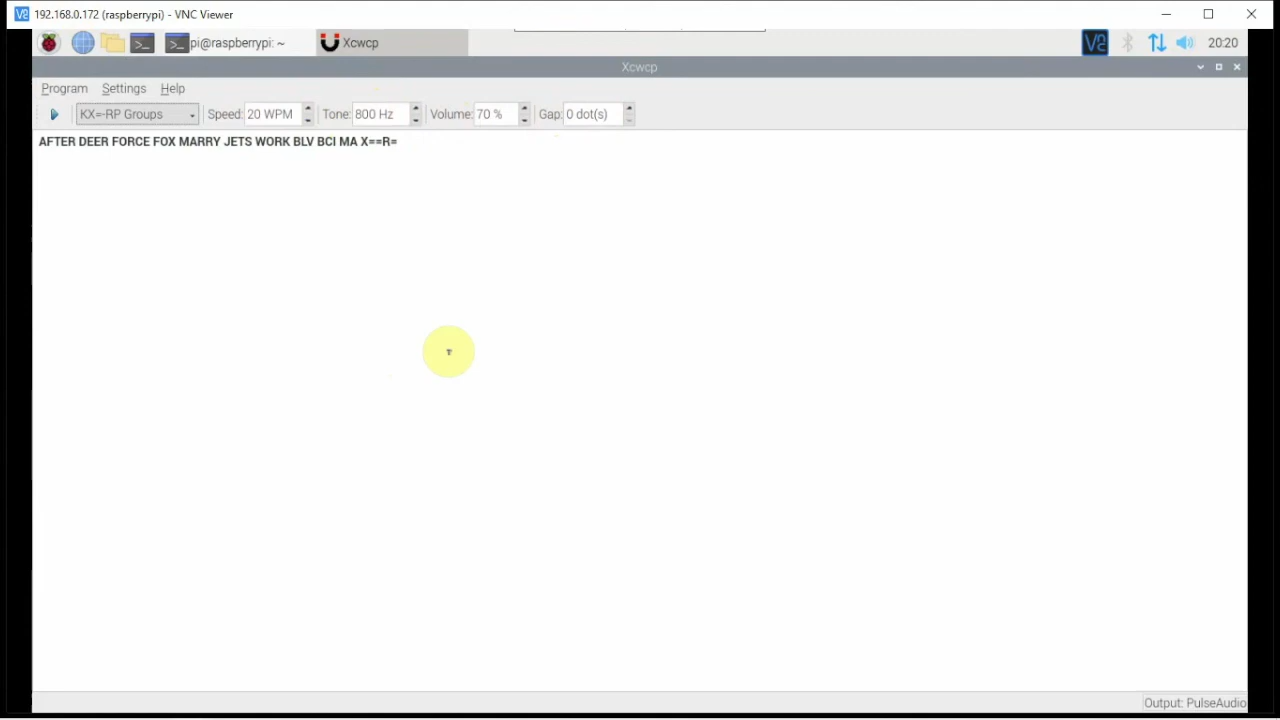 192.168.0.172 (raspberrypi) - VNC Viewer
pi@raspberrypi: ~ Xcwcp 20:20
Xcwcp
Program Settings Help
KX=-RP Groups Speed: 20 WPM Tone: 800 Hz Volume: 70 % Gap: 0 dot(s)
AFTER DEER FORCE FOX MARRY JETS WORK BLV BCI MA X==R=
Output: PulseAudio